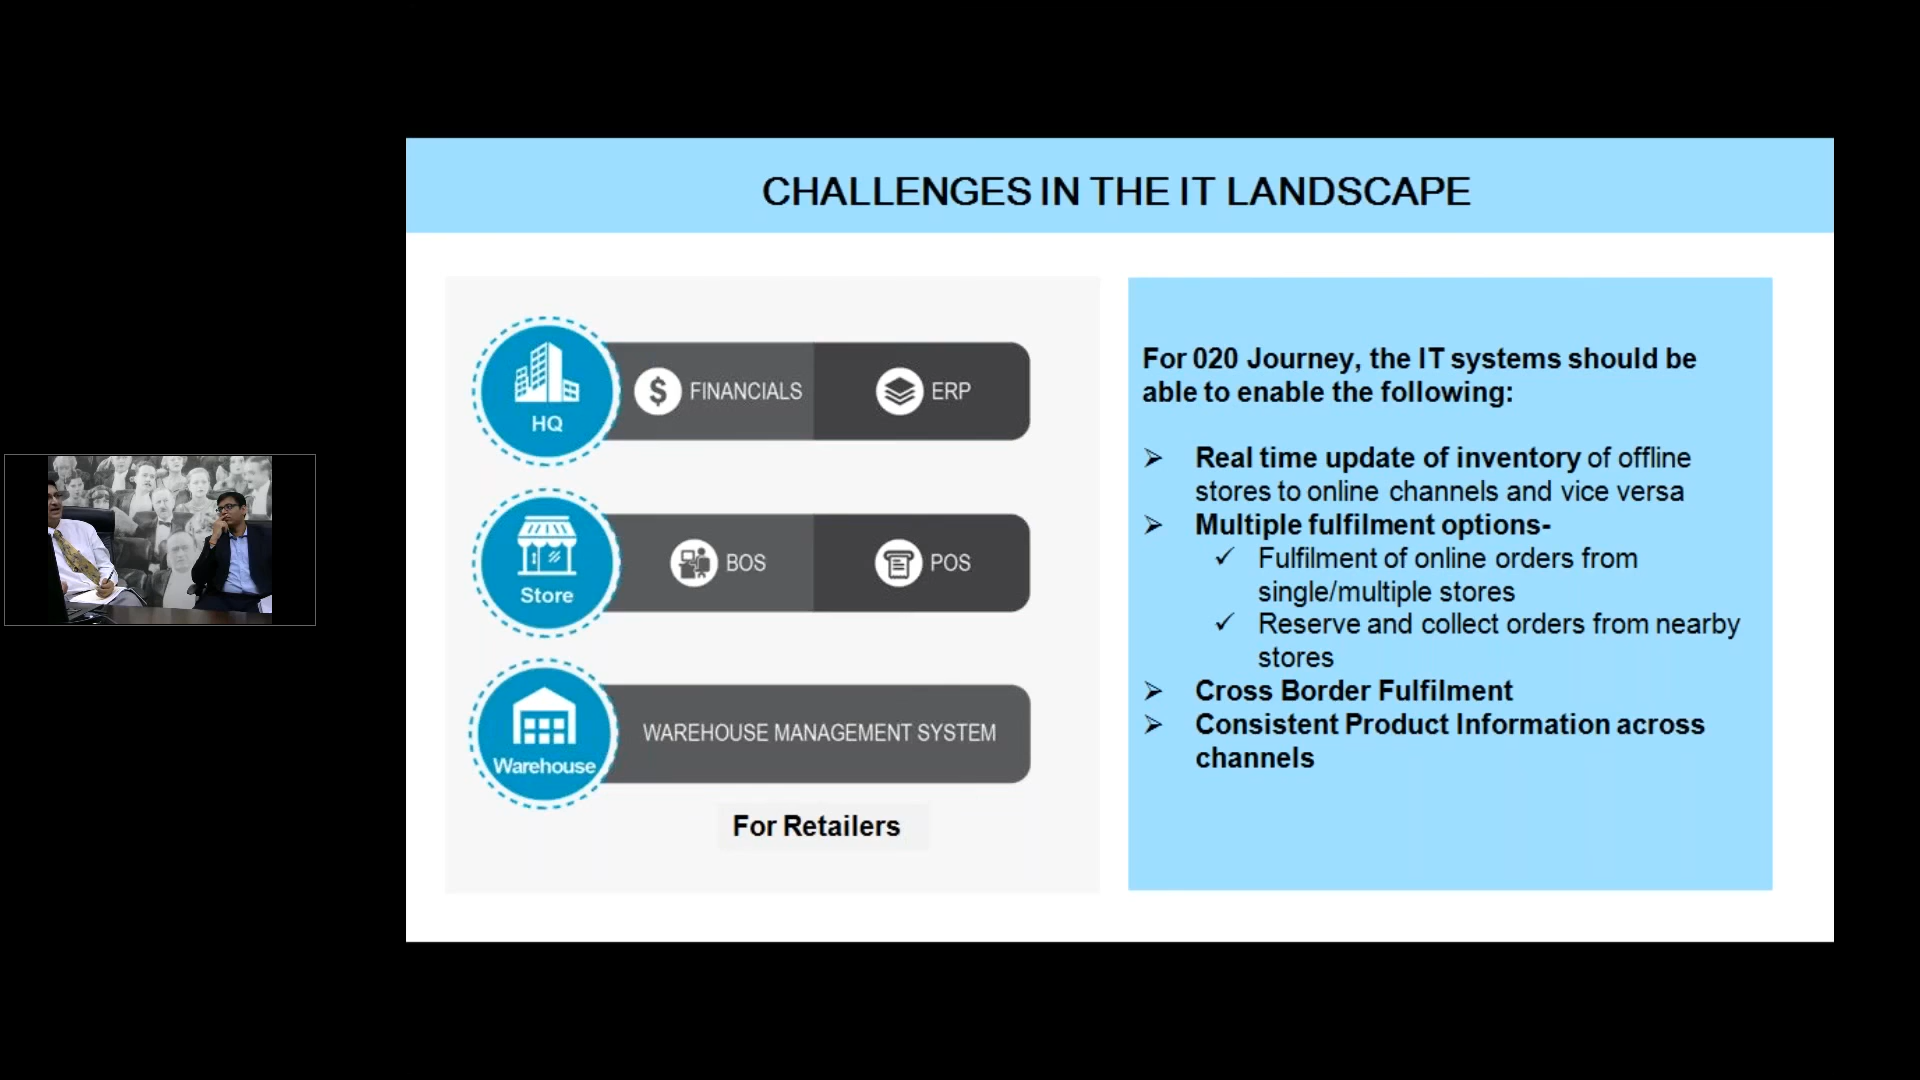 CHALLENGES IN THE IT LANDSCAPE
HQ
FINANCIALS
ERP
Store
BOS
POS
Warehouse
WAREHOUSE MANAGEMENT SYSTEM
For Retailers
For 020 Journey, the IT systems should be
able to enable the following:
Real time update of inventory of offline
stores to online channels and vice versa
Multiple fulfilment options-
Fulfilment of online orders from
single/multiple stores
Reserve and collect orders from nearby
stores
Cross Border Fulfilment
Consistent Product Information across
channels